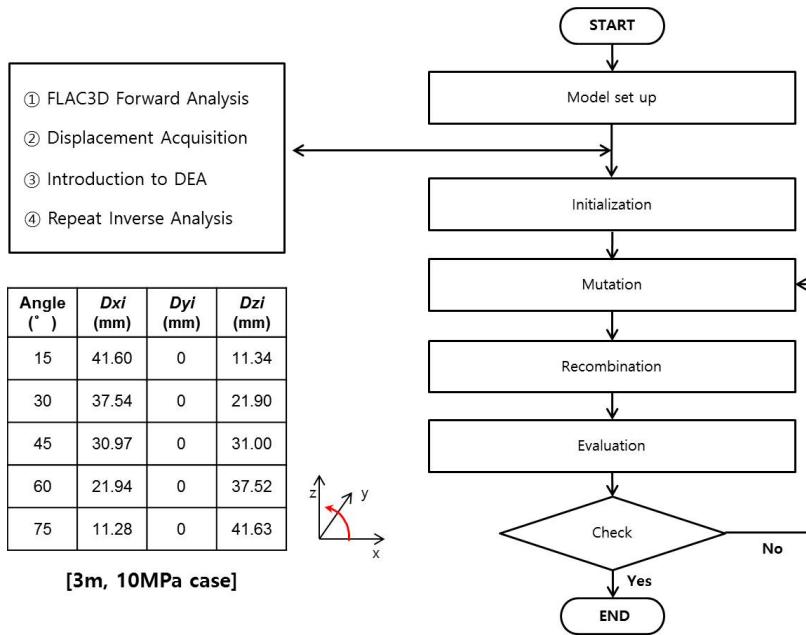 START
Model set up
① FLAC3D Forward Analysis
② Displacement Acquisition
③ Introduction to DEA
④ Repeat Inverse Analysis
Initialization
Mutation
Recombination
Evaluation
Check
No
Yes
END
Angle (˚ ) Dxi (mm) Dyi (mm) Dzi (mm)
15 41.60 0 11.34
30 37.54 0 21.90
45 30.97 0 31.00
60 21.94 0 37.52
75 11.28 0 41.63
z y
x
[3m, 10MPa case]